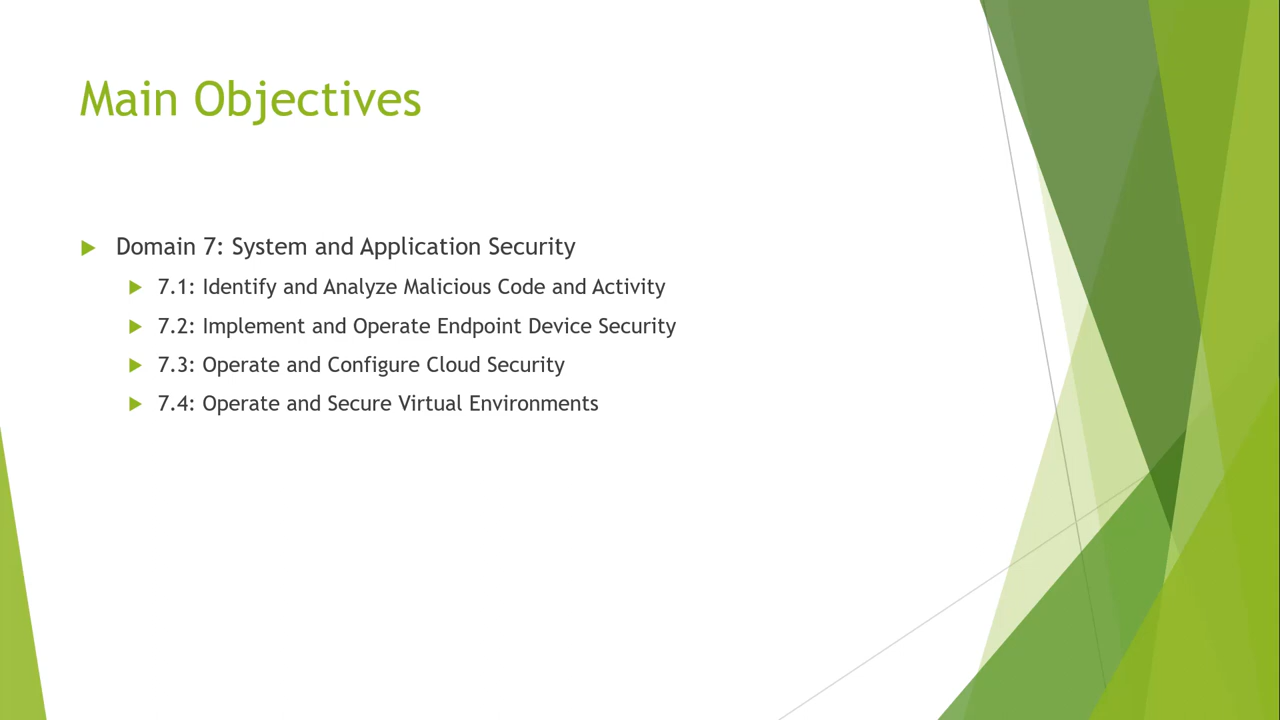 Main Objectives
Domain 7: System and Application Security
7.1: Identify and Analyze Malicious Code and Activity
7.2: Implement and Operate Endpoint Device Security
7.3: Operate and Configure Cloud Security
7.4: Operate and Secure Virtual Environments